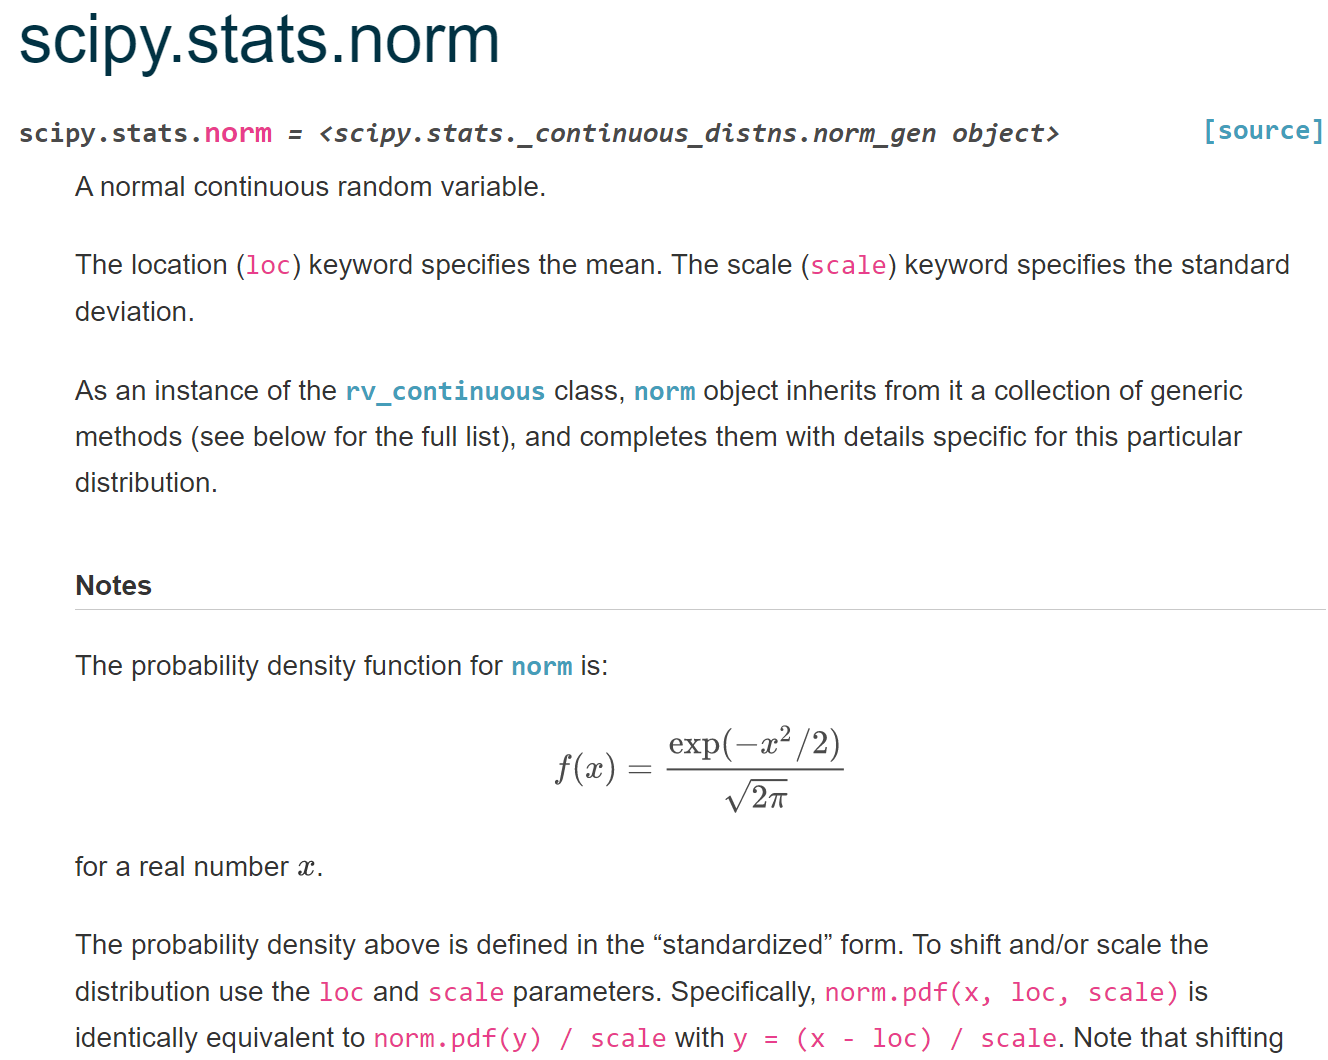 scipy.stats.norm
scipy.stats.norm = <scipy.stats._continuous_distns.norm_gen object> [source]
A normal continuous random variable.
The location (loc) keyword specifies the mean. The scale (scale) keyword specifies the standard
deviation.
As an instance of the rv_continuous class, norm object inherits from it a collection of generic
methods (see below for the full list), and completes them with details specific for this particular
distribution.
Notes
The probability density function for norm is:
f(x) = exp(−x²/2) / √2π
for a real number x.
The probability density above is defined in the “standardized” form. To shift and/or scale the
distribution use the loc and scale parameters. Specifically, norm.pdf(x, loc, scale) is
identically equivalent to norm.pdf(y) / scale with y = (x - loc) / scale. Note that shifting